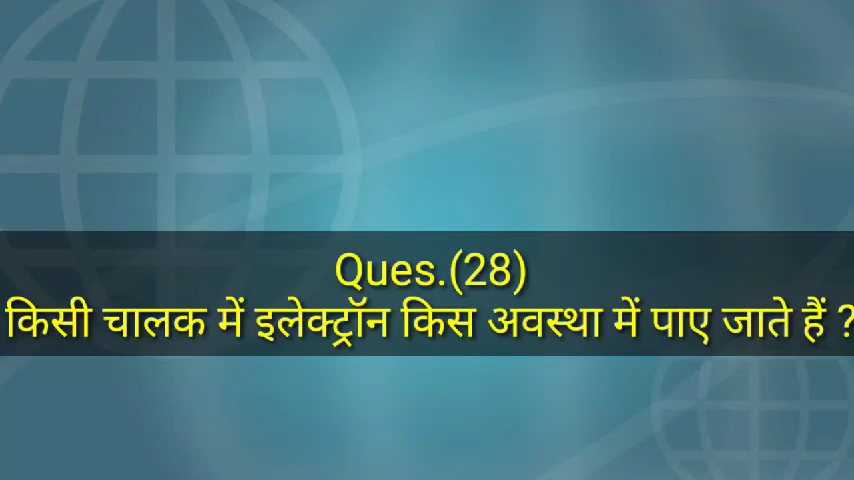 Ques.(28)
किसी चालक में इलेक्ट्रॉन किस अवस्था में पाए जाते हैं ?